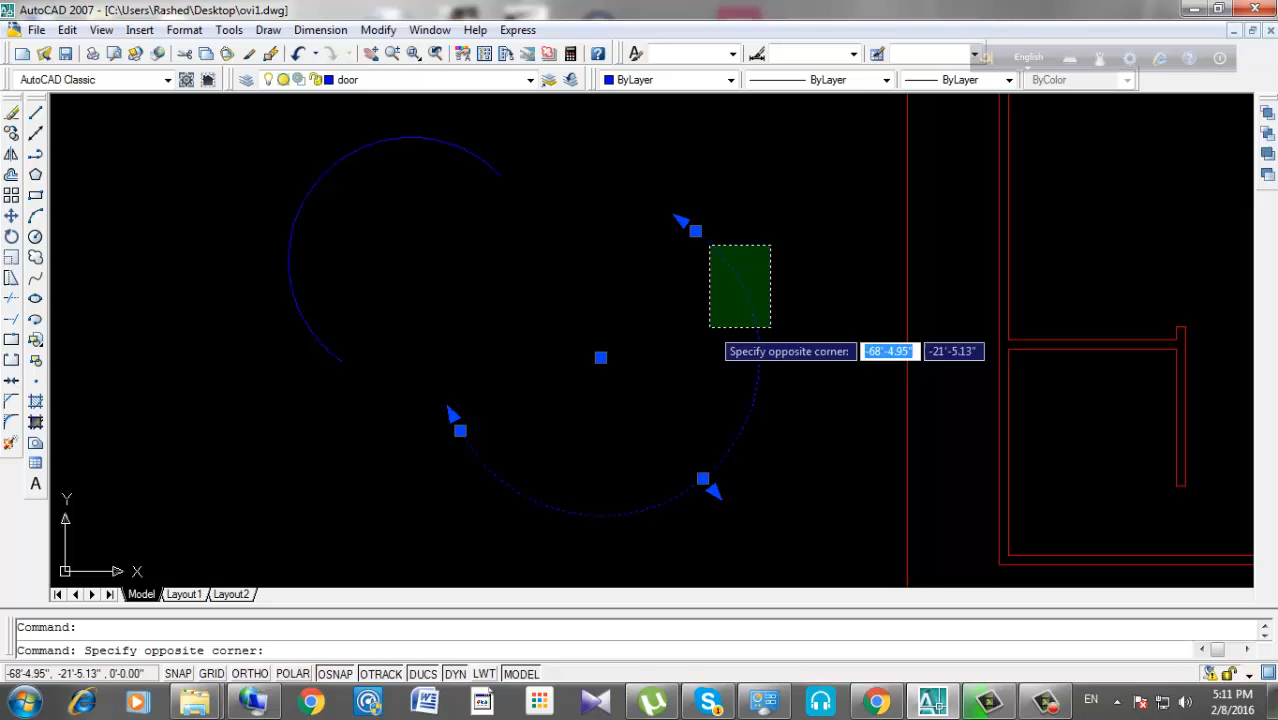 AutoCAD 2007 - [C:\Users\Rashed\Desktop\ovi1.dwg]
File Edit View Insert Format Tools Draw Dimension Modify Window Help Express
English
AutoCAD Classic door ByLayer ByLayer ByLayer ByColor
Specify opposite corner: -68'-4.95" -21'-5.13"
Y
X
A
Model Layout1 Layout2
Command:
Command: Specify opposite corner:
-68'-4.95", -21'-5.13" , 0'-0.00" SNAP GRID ORTHO POLAR OSNAP OTRACK DUCS DYN LWT MODEL
EN
5:11 PM
2/8/2016